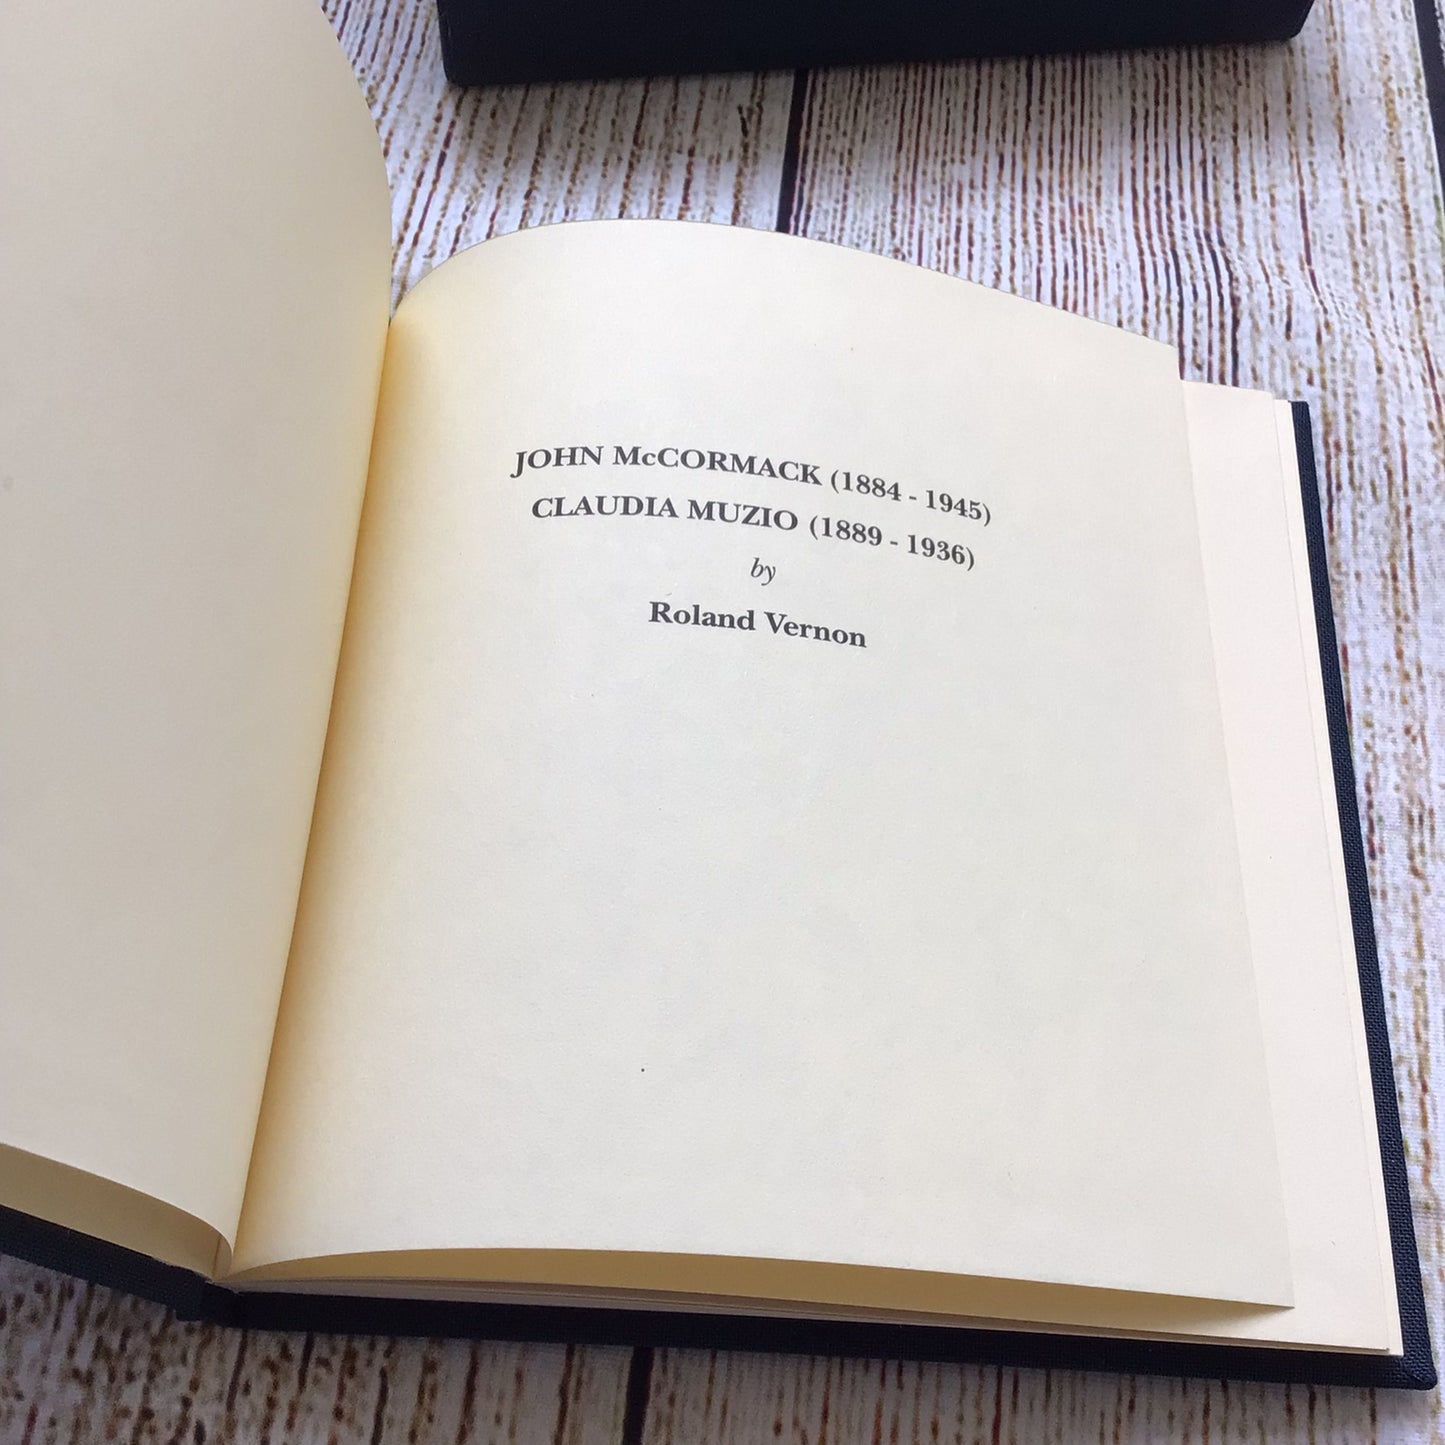 JOHN McCORMACK (1884 - 1945)
CLAUDIA MUZIO (1889 - 1936)
by
Roland Vernon